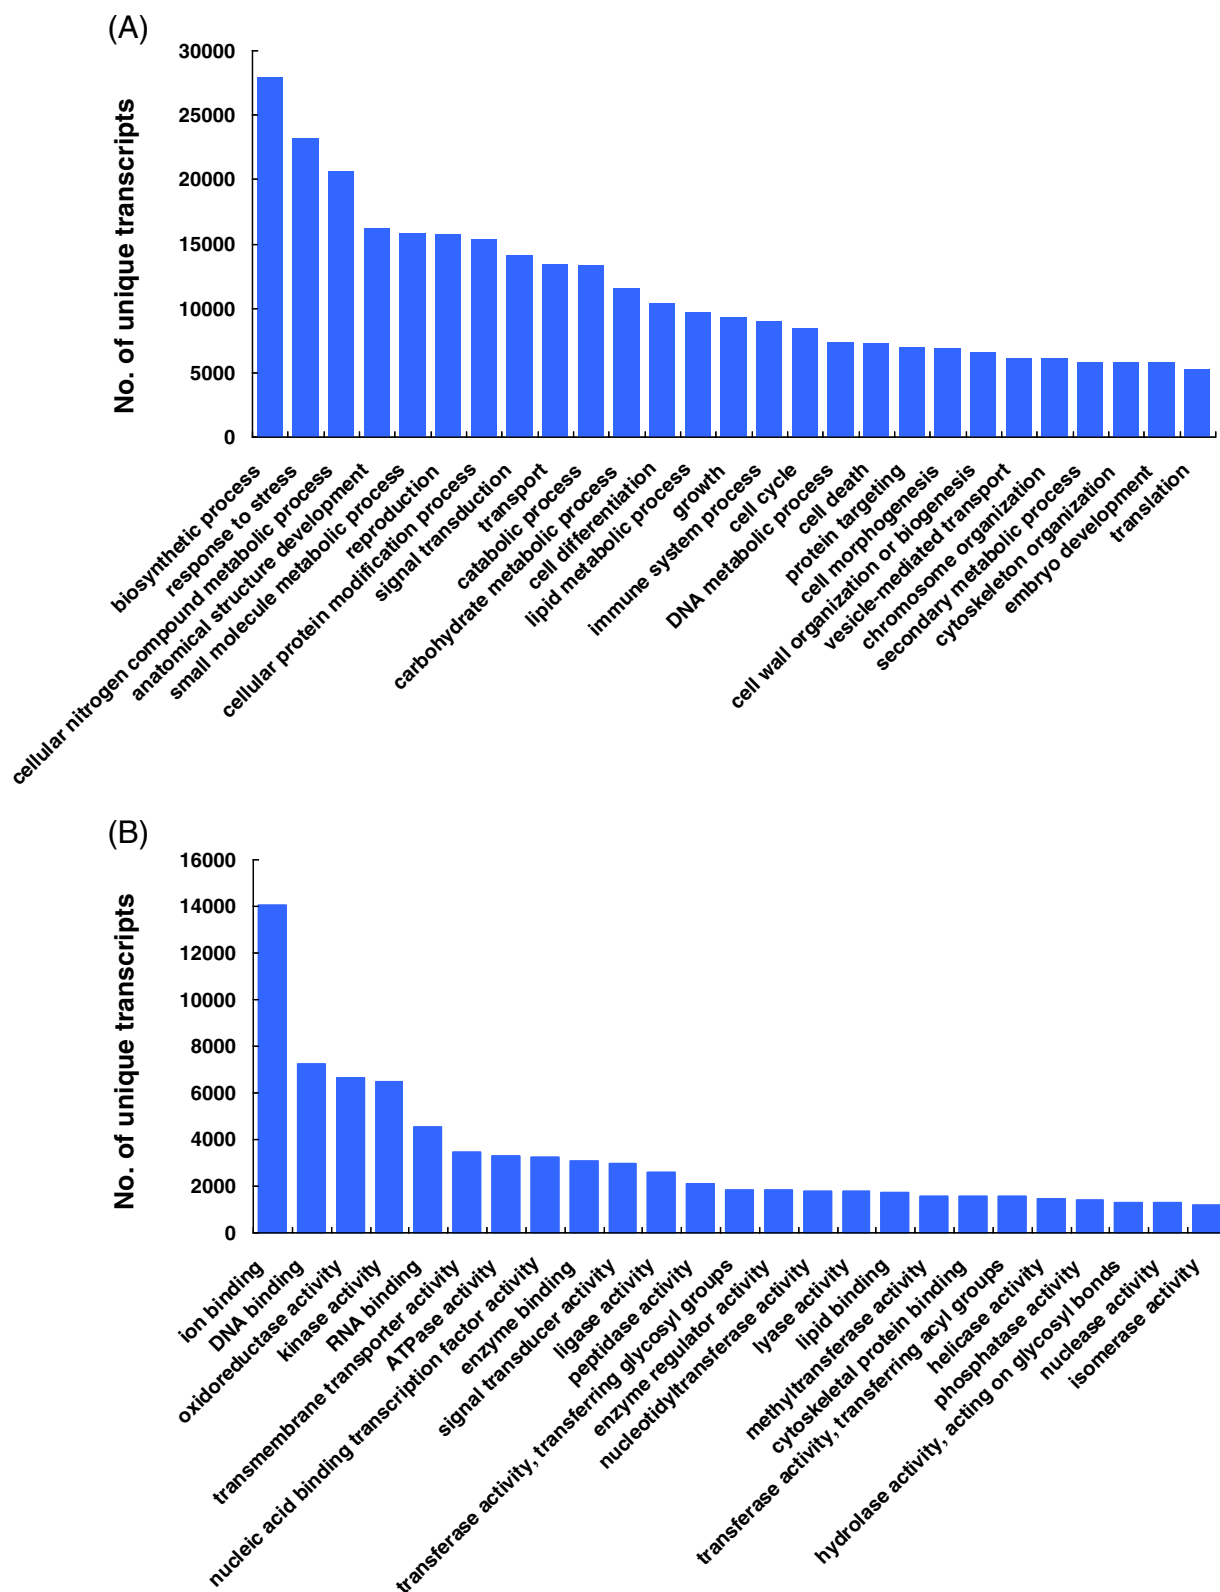 (A)
No. of unique transcripts
30000
25000
20000
15000
10000
5000
0
biosynthetic process
response to stress
cellular nitrogen compound metabolic process
anatomical structure development
small molecule metabolic process
reproduction
cellular protein modification process
signal transduction
transport
catabolic process
carbohydrate metabolic process
cell differentiation
lipid metabolic process
growth
immune system process
cell cycle
DNA metabolic process
cell death
protein targeting
cell morphogenesis
cell wall organization or biogenesis
vesicle-mediated transport
chromosome organization
secondary metabolic process
cytoskeleton organization
embryo development
translation
(B)
No. of unique transcripts
16000
14000
12000
10000
8000
6000
4000
2000
0
ion binding
DNA binding
oxidoreductase activity
kinase activity
RNA binding
transmembrane transporter activity
ATPase activity
nucleic acid binding transcription factor activity
enzyme binding
signal transducer activity
ligase activity
peptidase activity
transferase activity, transferring glycosyl groups
enzyme regulator activity
nucleotidyltransferase activity
lyase activity
lipid binding
methyltransferase activity
cytoskeletal protein binding
transferase activity, transferring acyl groups
helicase activity
phosphatase activity
hydrolase activity, acting on glycosyl bonds
nuclease activity
isomerase activity